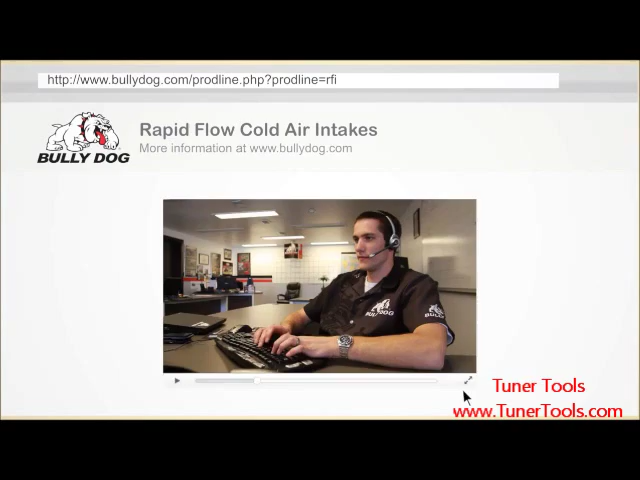 http://www.bullydog.com/prodline.php?prodline=rfi
Rapid Flow Cold Air Intakes
More information at www.bullydog.com
BULLY DOG
BULLY DOG
BULLY
Tuner Tools
www.TunerTools.com